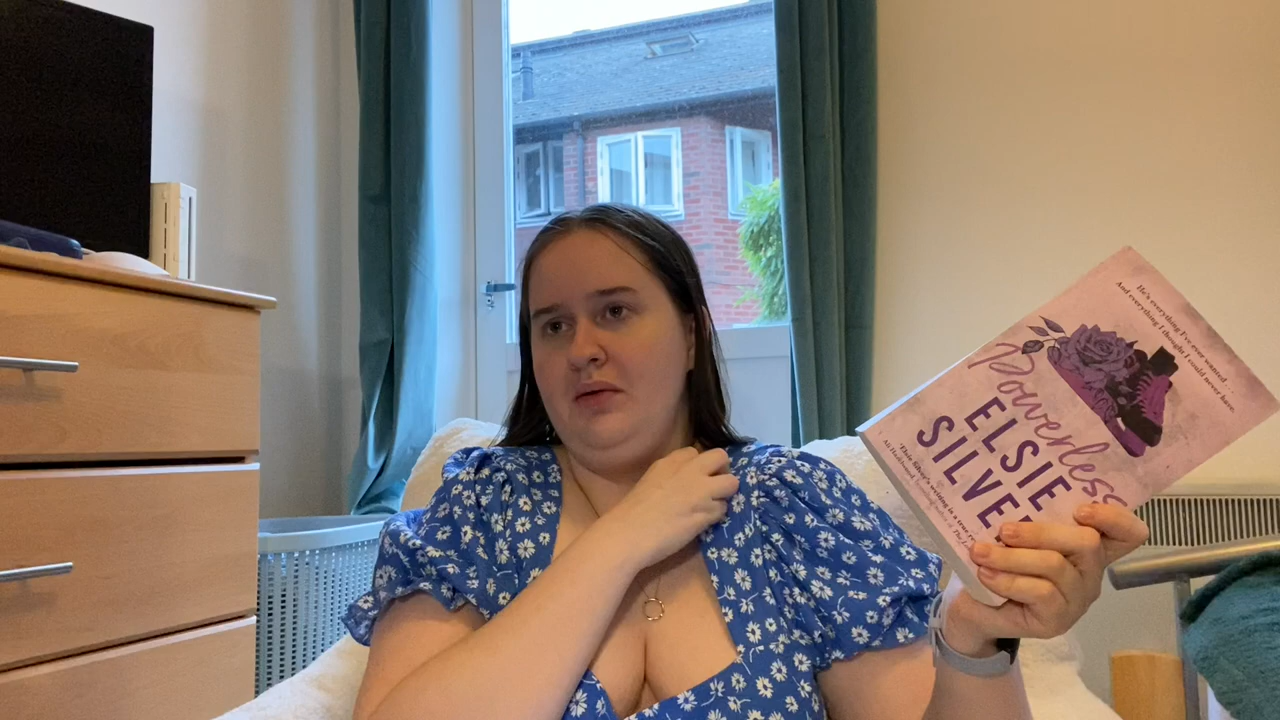 He's everything I've ever wanted . . .
And everything I thought I could never have.
Powerless
ELSIE
SILVE
'Elsie Silver's writing is a true
Ali Hazelwood,